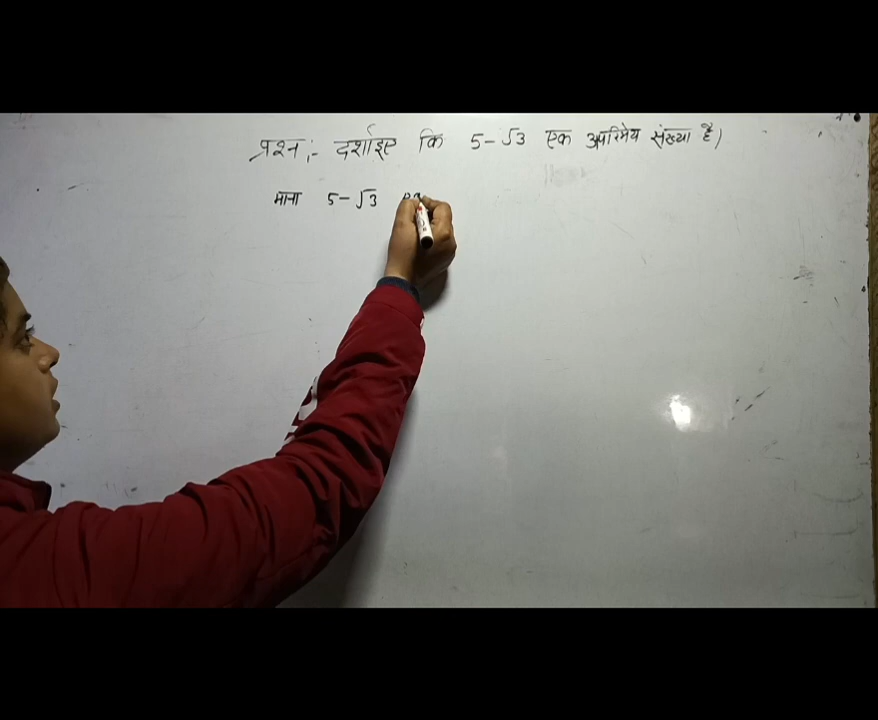 प्रश्न :- दर्शाइए कि 5-√3 एक अपरिमेय संख्या है)
माना 5-√3